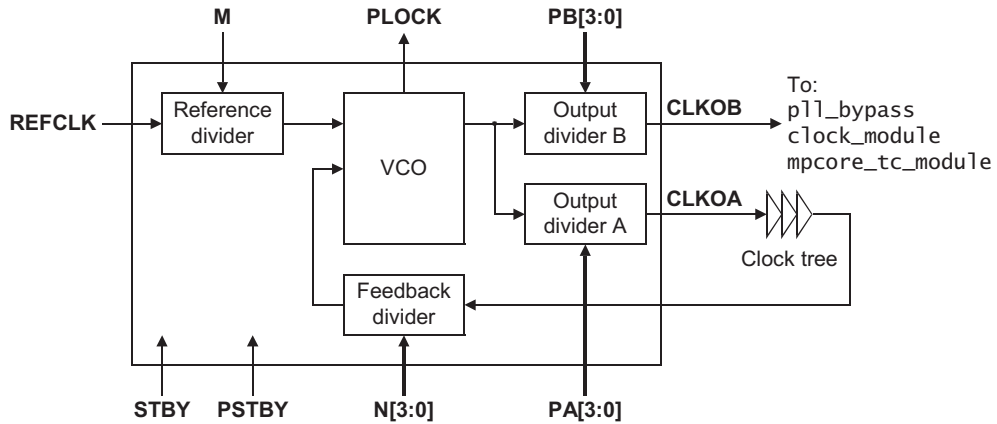 M
PLOCK
PB[3:0]
REFCLK
Reference
divider
VCO
Output
divider B
CLKOB
To:
pll_bypass
clock_module
mpcore_tc_module
Output
divider A
CLKOA
Clock tree
Feedback
divider
STBY
PSTBY
N[3:0]
PA[3:0]